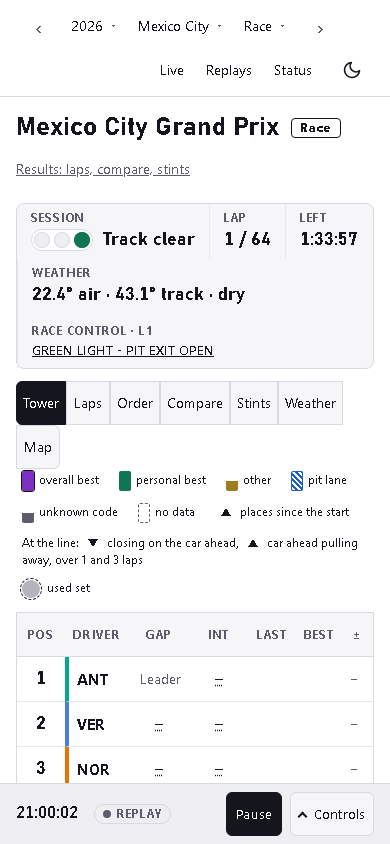 ‹ 2026 Mexico City Race ›
Live Replays Status
Mexico City Grand Prix Race
Results: laps, compare, stints
SESSION LAP LEFT
Track clear 1 / 64 1:33:57
WEATHER
22.4° air · 43.1° track · dry
RACE CONTROL · L1
GREEN LIGHT - PIT EXIT OPEN
Tower Laps Order Compare Stints Weather
Map
overall best personal best other pit lane
unknown code no data ▲ places since the start
At the line: ▼ closing on the car ahead, ▲ car ahead pulling
away, over 1 and 3 laps
used set
POS DRIVER GAP INT LAST BEST ±
1 ANT Leader — –
2 VER — — –
3 NOR — — –
21:00:02 REPLAY Pause Controls